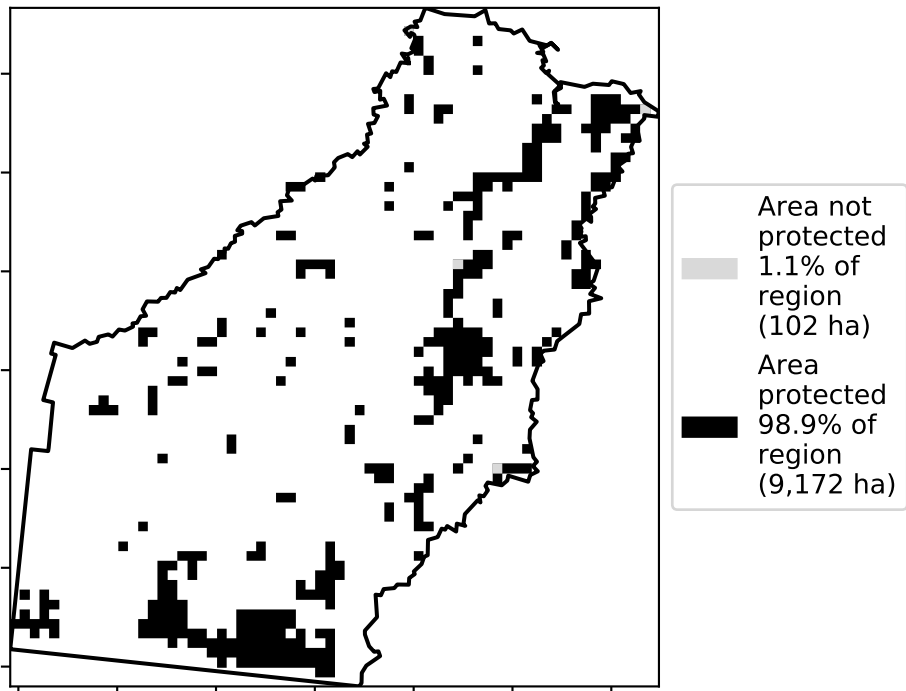 Area not
protected
1.1% of
region
(102 ha)
Area
protected
98.9% of
region
(9,172 ha)